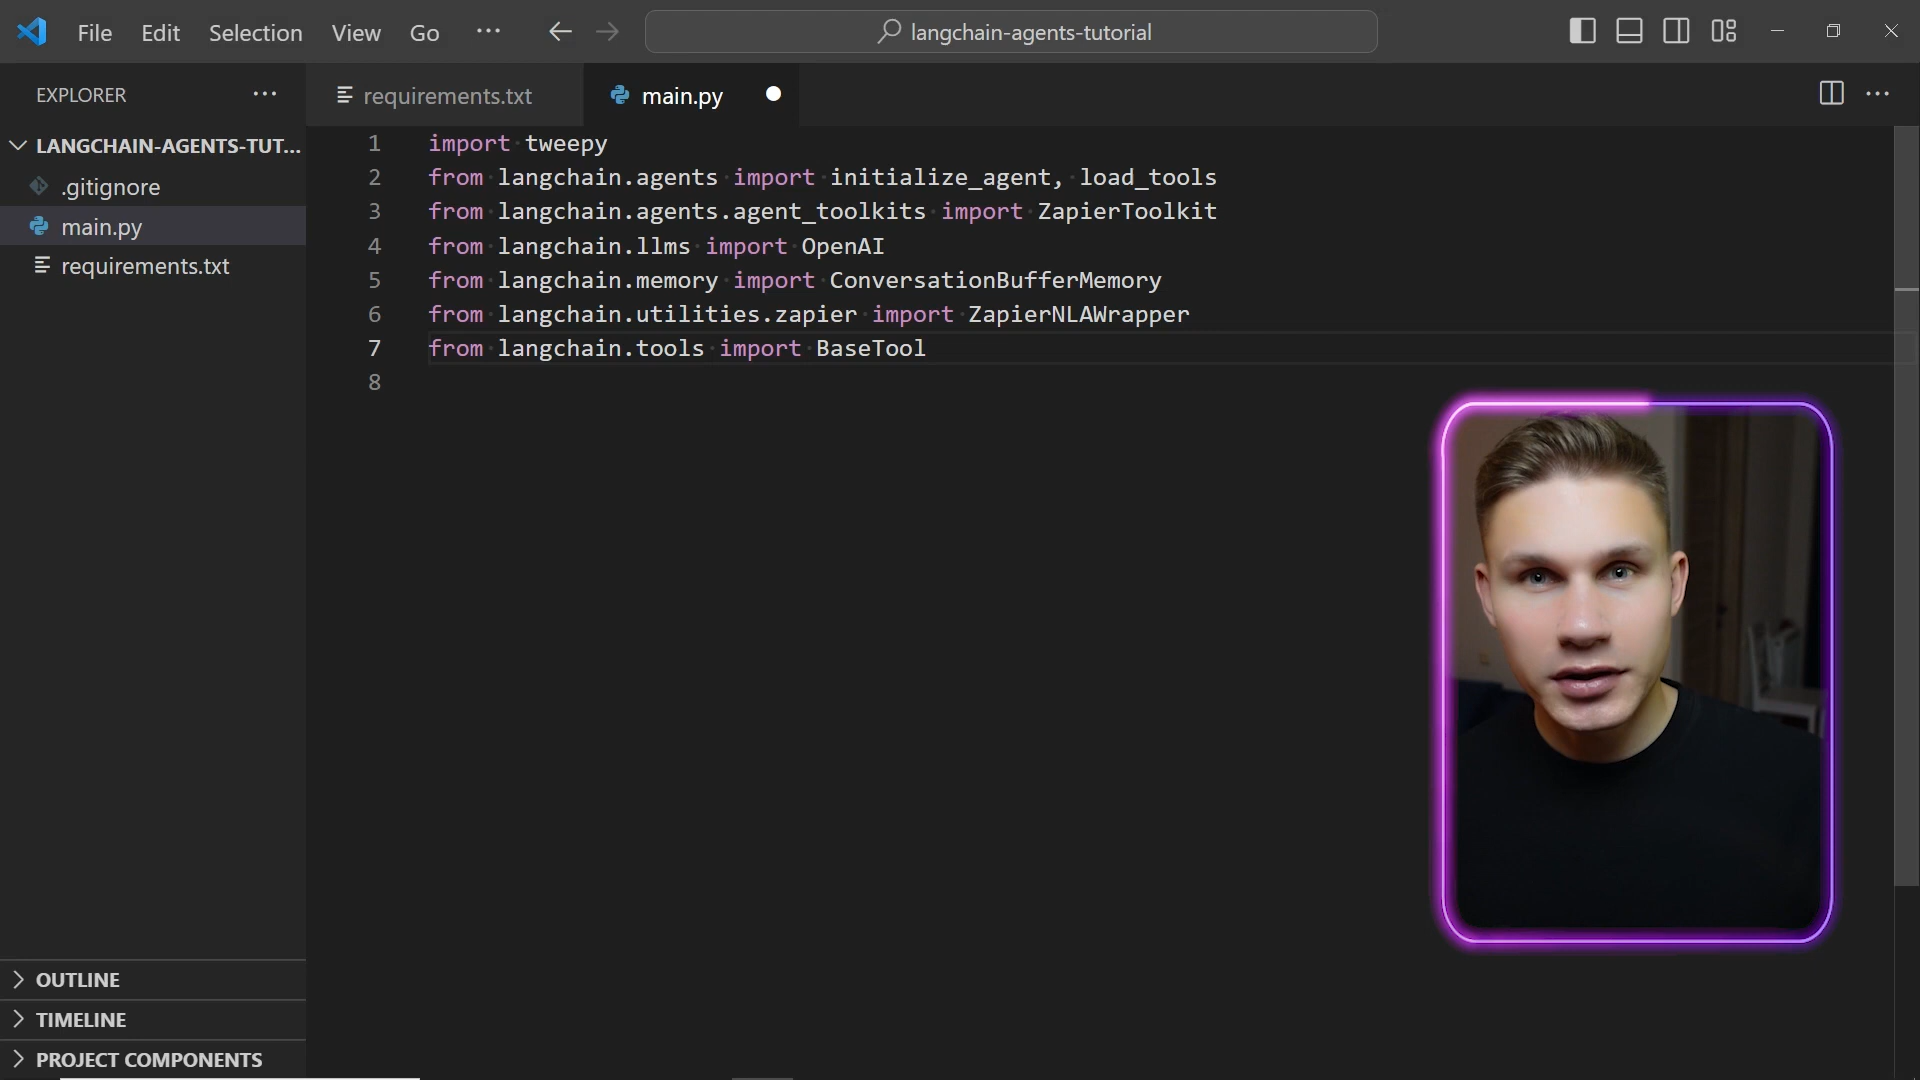 File Edit Selection View Go ···
langchain-agents-tutorial
EXPLORER ···
requirements.txt
main.py
LANGCHAIN-AGENTS-TUT...
.gitignore
main.py
requirements.txt
1 import tweepy
2 from langchain.agents import initialize_agent, load_tools
3 from langchain.agents.agent_toolkits import ZapierToolkit
4 from langchain.llms import OpenAI
5 from langchain.memory import ConversationBufferMemory
6 from langchain.utilities.zapier import ZapierNLAWrapper
7 from langchain.tools import BaseTool
8
OUTLINE
TIMELINE
PROJECT COMPONENTS